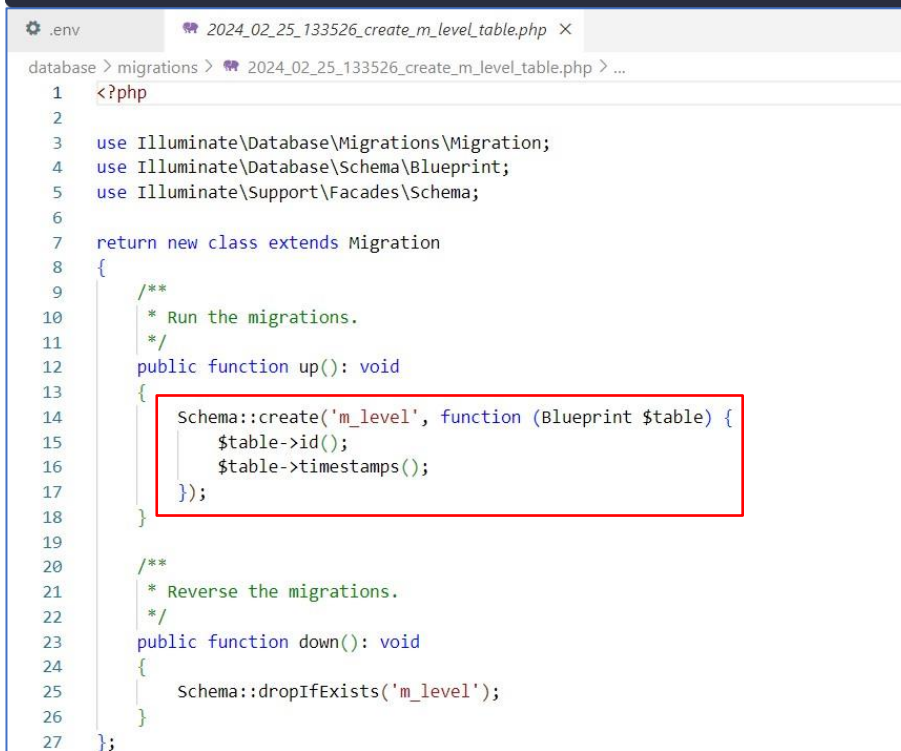 .env 2024_02_25_133526_create_m_level_table.php ×
database > migrations > 2024_02_25_133526_create_m_level_table.php > ...
1 <?php
2
3 use Illuminate\Database\Migrations\Migration;
4 use Illuminate\Database\Schema\Blueprint;
5 use Illuminate\Support\Facades\Schema;
6
7 return new class extends Migration
8 {
9 /**
10 * Run the migrations.
11 */
12 public function up(): void
13 {
14 Schema::create('m_level', function (Blueprint $table) {
15 $table->id();
16 $table->timestamps();
17 });
18 }
19
20 /**
21 * Reverse the migrations.
22 */
23 public function down(): void
24 {
25 Schema::dropIfExists('m_level');
26 }
27 };